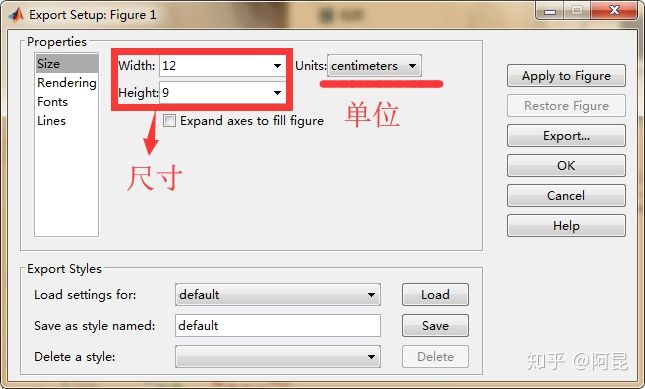 Export Setup: Figure 1
Properties
Size
Rendering
Fonts
Lines
Width: 12
Units: centimeters
Height: 9
Expand axes to fill figure
单位
尺寸
Apply to Figure
Restore Figure
Export...
OK
Cancel
Help
Export Styles
Load settings for: default Load
Save as style named: default Save
Delete a style: Delete
知乎 @阿昆